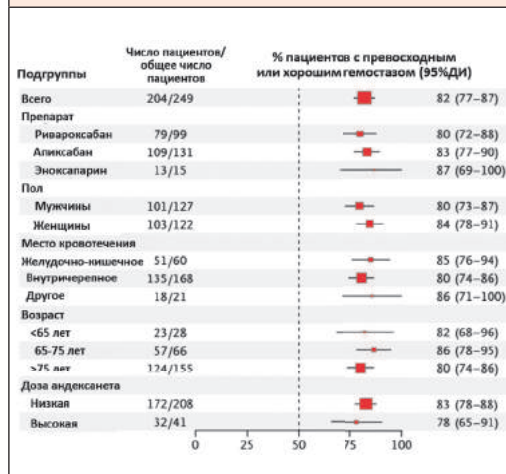 Подгруппы Число пациентов/ общее число пациентов % пациентов с превосходным или хорошим гемостазом (95%ДИ)
Всего 204/249 82 (77–87)
Препарат
Ривароксабан 79/99 80 (72–88)
Апиксабан 109/131 83 (77–90)
Эноксапарин 13/15 87 (69–100)
Пол
Мужчины 101/127 80 (73–87)
Женщины 103/122 84 (78–91)
Место кровотечения
Желудочно-кишечное 51/60 85 (76–94)
Внутричерепное 135/168 80 (74–86)
Другое 18/21 86 (71–100)
Возраст
<65 лет 23/28 82 (68–96)
65-75 лет 57/66 86 (78–95)
>75 лет 124/155 80 (74–86)
Доза андексанета
Низкая 172/208 83 (78–88)
Высокая 32/41 78 (65–91)
0 25 50 75 100